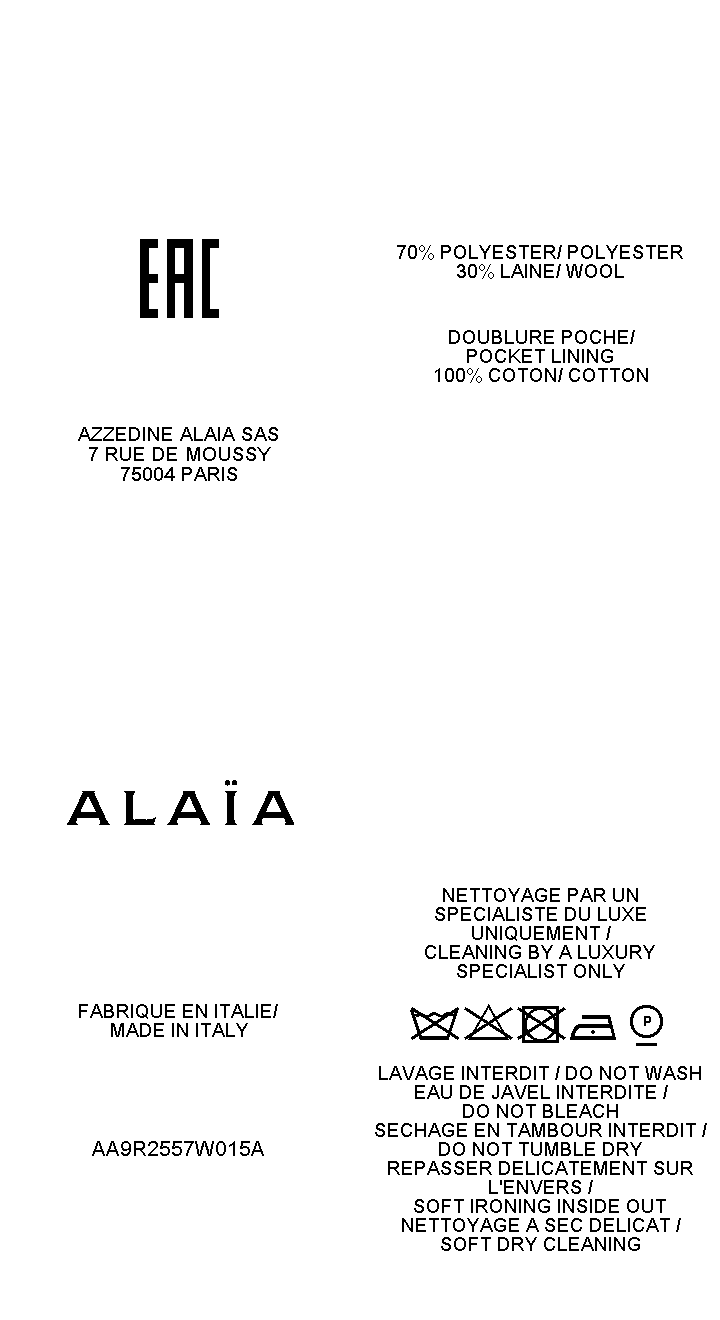 EAC
AZZEDINE ALAIA SAS
7 RUE DE MOUSSY
75004 PARIS
70% POLYESTER/ POLYESTER
30% LAINE/ WOOL
DOUBLURE POCHE/
POCKET LINING
100% COTON/ COTTON
ALAÏA
FABRIQUE EN ITALIE/
MADE IN ITALY
AA9R2557W015A
NETTOYAGE PAR UN
SPECIALISTE DU LUXE
UNIQUEMENT /
CLEANING BY A LUXURY
SPECIALIST ONLY
P
LAVAGE INTERDIT / DO NOT WASH
EAU DE JAVEL INTERDITE /
DO NOT BLEACH
SECHAGE EN TAMBOUR INTERDIT /
DO NOT TUMBLE DRY
REPASSER DELICATEMENT SUR
L'ENVERS /
SOFT IRONING INSIDE OUT
NETTOYAGE A SEC DELICAT /
SOFT DRY CLEANING